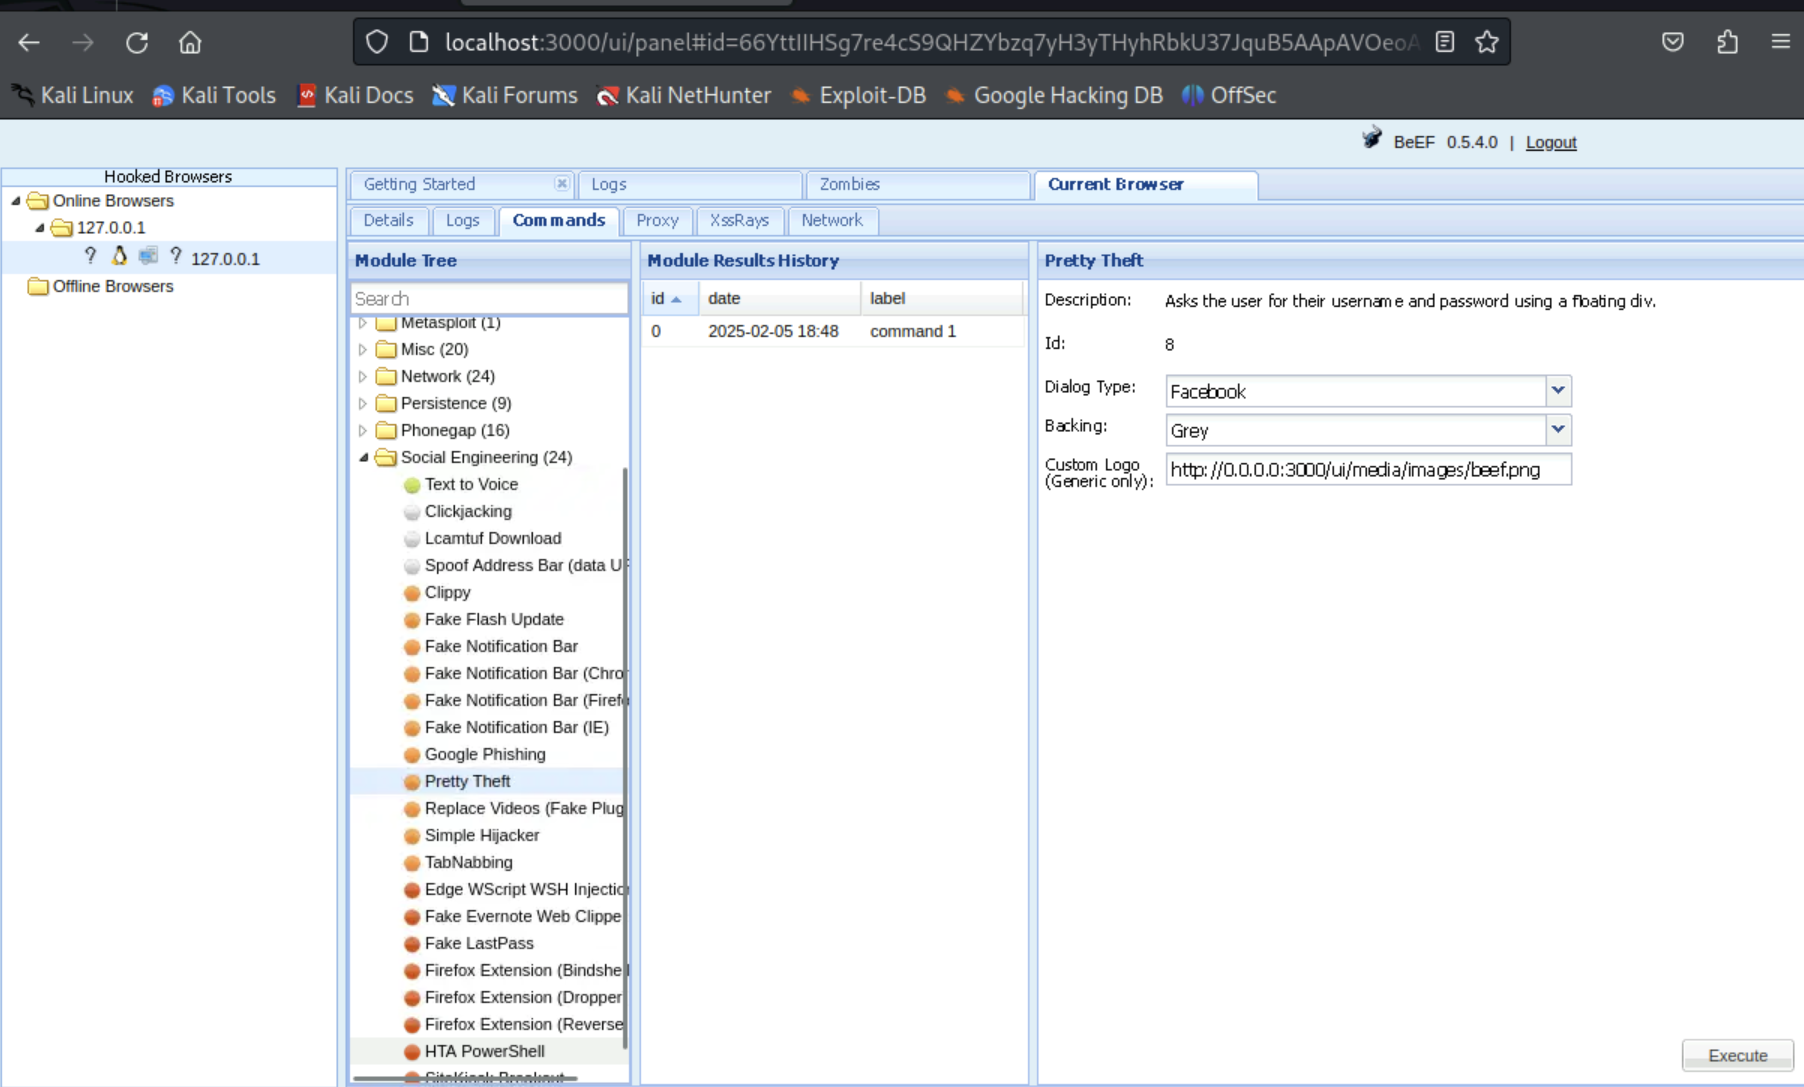 localhost:3000/ui/panel#id=66YttIIHSg7re4cS9QHZYbzq7yH3yTHyhRbkU37JquB5AApAVOeoA
Kali Linux Kali Tools Kali Docs Kali Forums Kali NetHunter Exploit-DB Google Hacking DB OffSec
BeEF 0.5.4.0 | Logout
Hooked Browsers
Online Browsers
127.0.0.1
? ? 127.0.0.1
Offline Browsers
Getting Started Logs Zombies Current Browser
Details Logs Commands Proxy XssRays Network
Module Tree
Search
Metasploit (1)
Misc (20)
Network (24)
Persistence (9)
Phonegap (16)
Social Engineering (24)
Text to Voice
Clickjacking
Lcamtuf Download
Spoof Address Bar (data UR
Clippy
Fake Flash Update
Fake Notification Bar
Fake Notification Bar (Chro
Fake Notification Bar (Firefo
Fake Notification Bar (IE)
Google Phishing
Pretty Theft
Replace Videos (Fake Plug
Simple Hijacker
TabNabbing
Edge WScript WSH Injectio
Fake Evernote Web Clippe
Fake LastPass
Firefox Extension (Bindshe
Firefox Extension (Dropper
Firefox Extension (Reverse
HTA PowerShell
SiteKiosk Breakout
Module Results History
id date label
0 2025-02-05 18:48 command 1
Pretty Theft
Description: Asks the user for their username and password using a floating div.
Id: 8
Dialog Type: Facebook
Backing: Grey
Custom Logo
(Generic only): http://0.0.0.0:3000/ui/media/images/beef.png
Execute